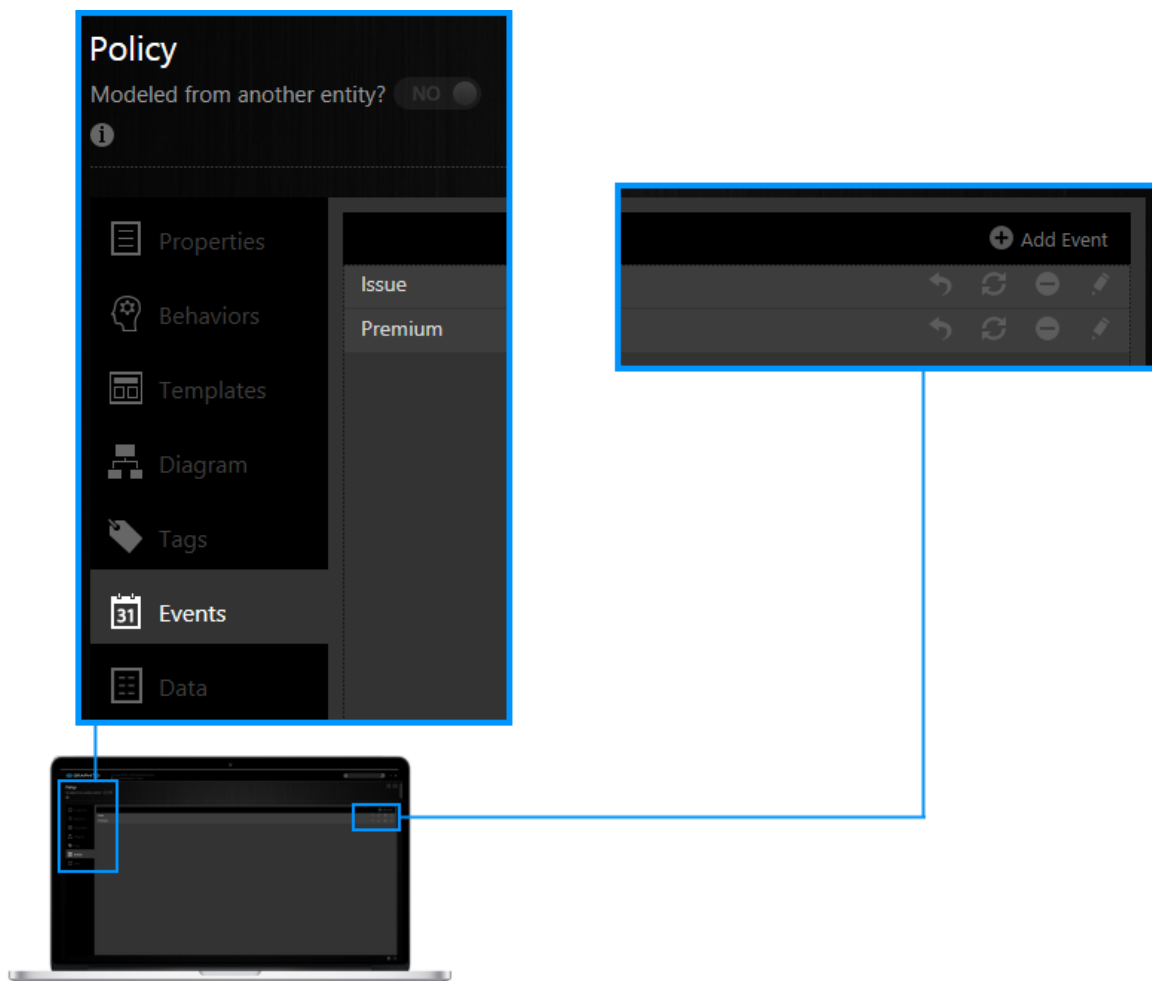 Policy
Modeled from another entity? NO
Properties
Behaviors
Templates
Diagram
Tags
31 Events
Data
Issue
Premium
Add Event